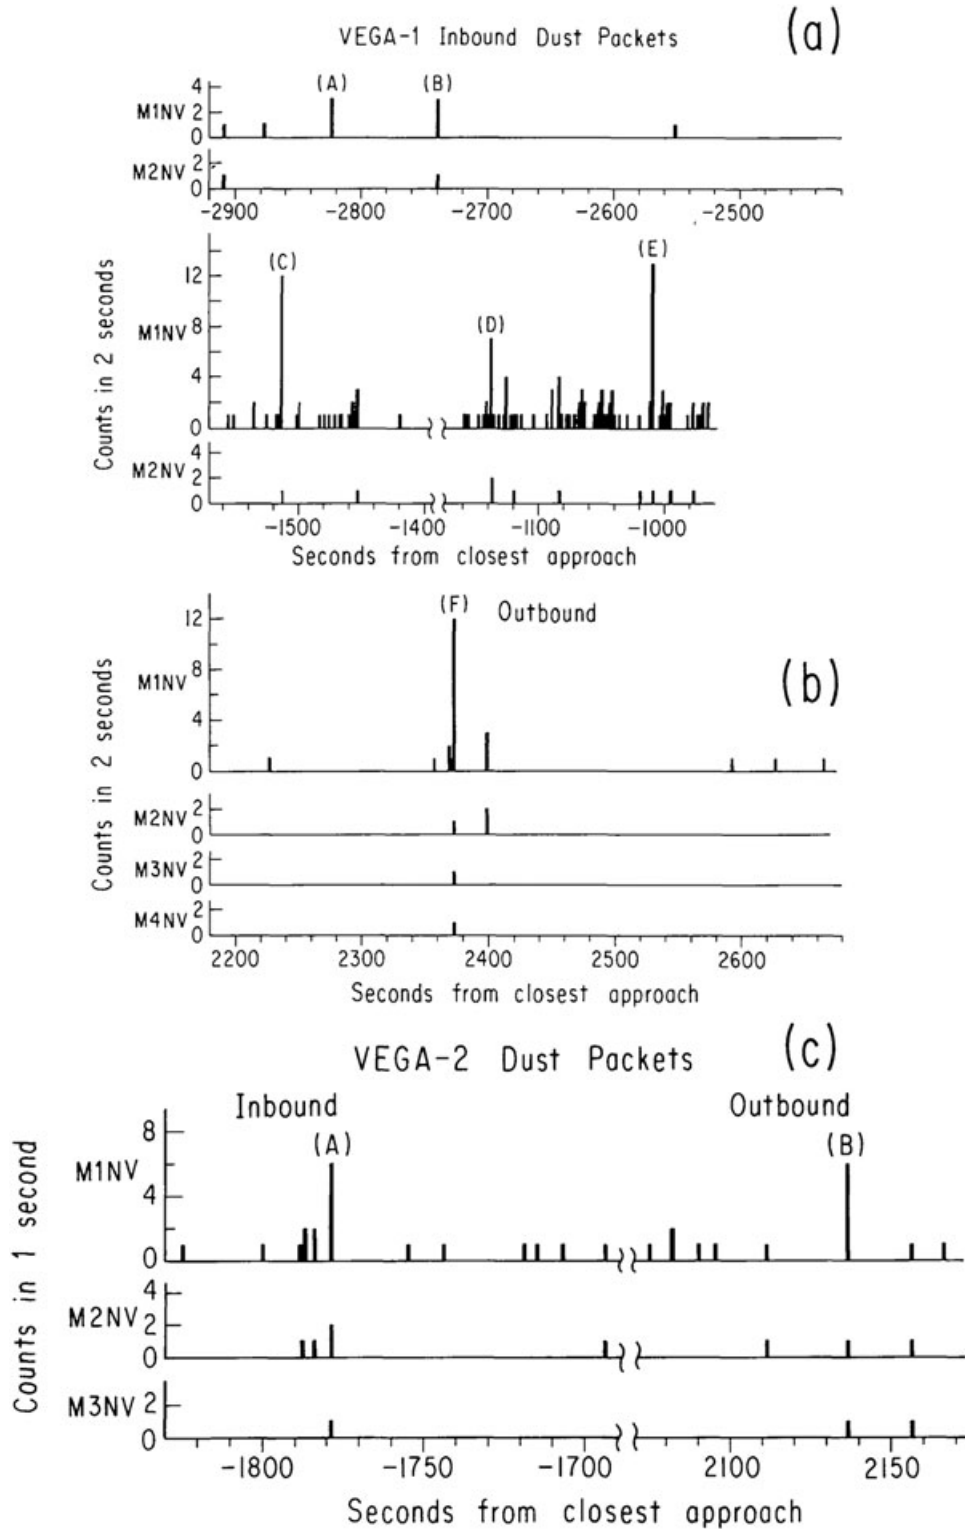 VEGA-1 Inbound Dust Packets (a)
(A) (B)
4
M1NV 2
0
2
M2NV 0
-2900 -2800 -2700 -2600 -2500
(C) (D) (E)
12
M1NV 8
4
0
4
M2NV 2
0
-1500 -1400 -1100 -1000
Counts in 2 seconds
Seconds from closest approach
(F) Outbound
(b)
12
M1NV 8
4
0
M2NV 2
0
M3NV 2
0
M4NV 2
0
2200 2300 2400 2500 2600
Counts in 2 seconds
Seconds from closest approach
VEGA-2 Dust Packets (c)
Inbound Outbound
(A) (B)
8
M1NV
4
0
4
M2NV 2
0
M3NV 2
0
-1800 -1750 -1700 2100 2150
Counts in 1 second
Seconds from closest approach